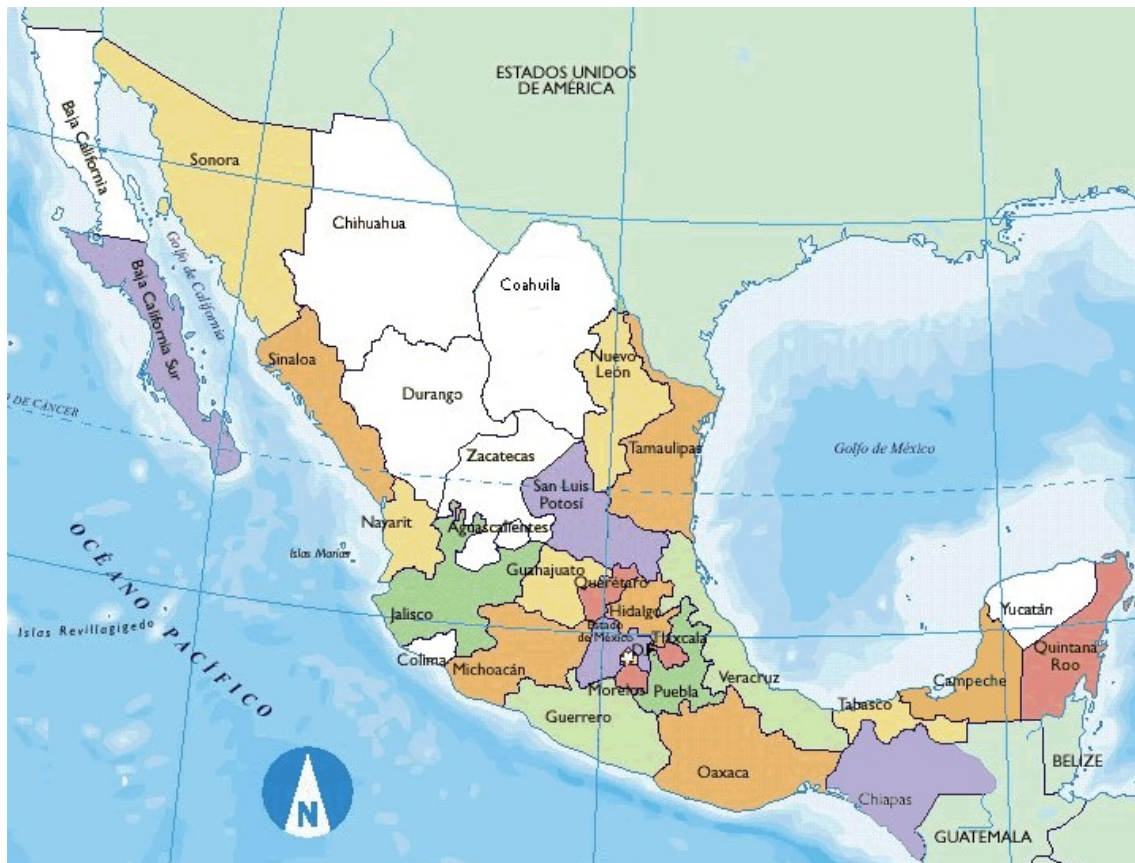 ESTADOS UNIDOS
DE AMÉRICA
Baja California
Sonora
Chihuahua
Golfo de California
Coahuila
Baja California Sur
Sinaloa
Nuevo
León
Durango
O DE CÁNCER
Tamaulipas
Golfo de México
Zacatecas
San Luis
Potosí
Nayarit
Aguascalientes
Islas Marías
Guanajuato
Querétaro
OCÉANO PACÍFICO
Jalisco
Hidalgo
Yucatán
Islas Revillagigedo
Estado
de México
Tlaxcala
D.F.
Quintana
Roo
Colima
Michoacán
Campeche
Veracruz
Morelos
Puebla
Tabasco
Guerrero
BELIZE
Oaxaca
Chiapas
N
GUATEMALA